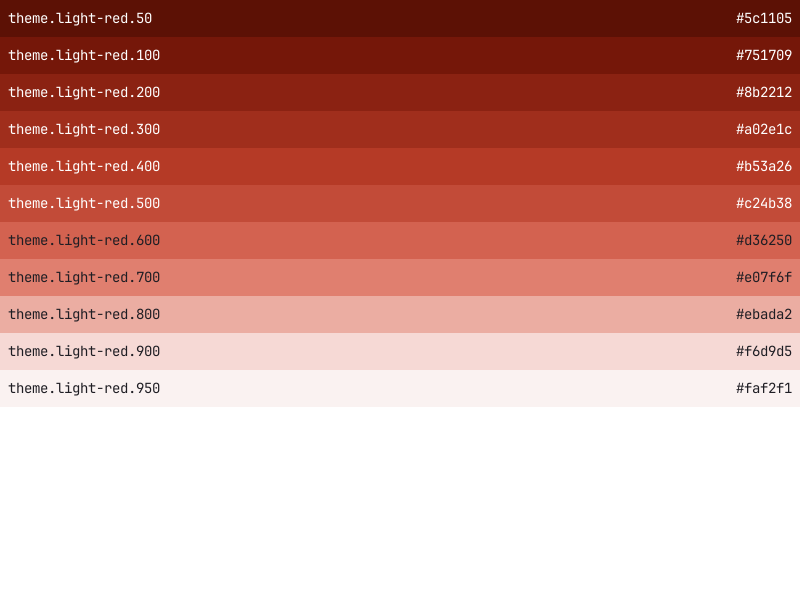 theme.light-red.50 #5c1105
theme.light-red.100 #751709
theme.light-red.200 #8b2212
theme.light-red.300 #a02e1c
theme.light-red.400 #b53a26
theme.light-red.500 #c24b38
theme.light-red.600 #d36250
theme.light-red.700 #e07f6f
theme.light-red.800 #ebada2
theme.light-red.900 #f6d9d5
theme.light-red.950 #faf2f1